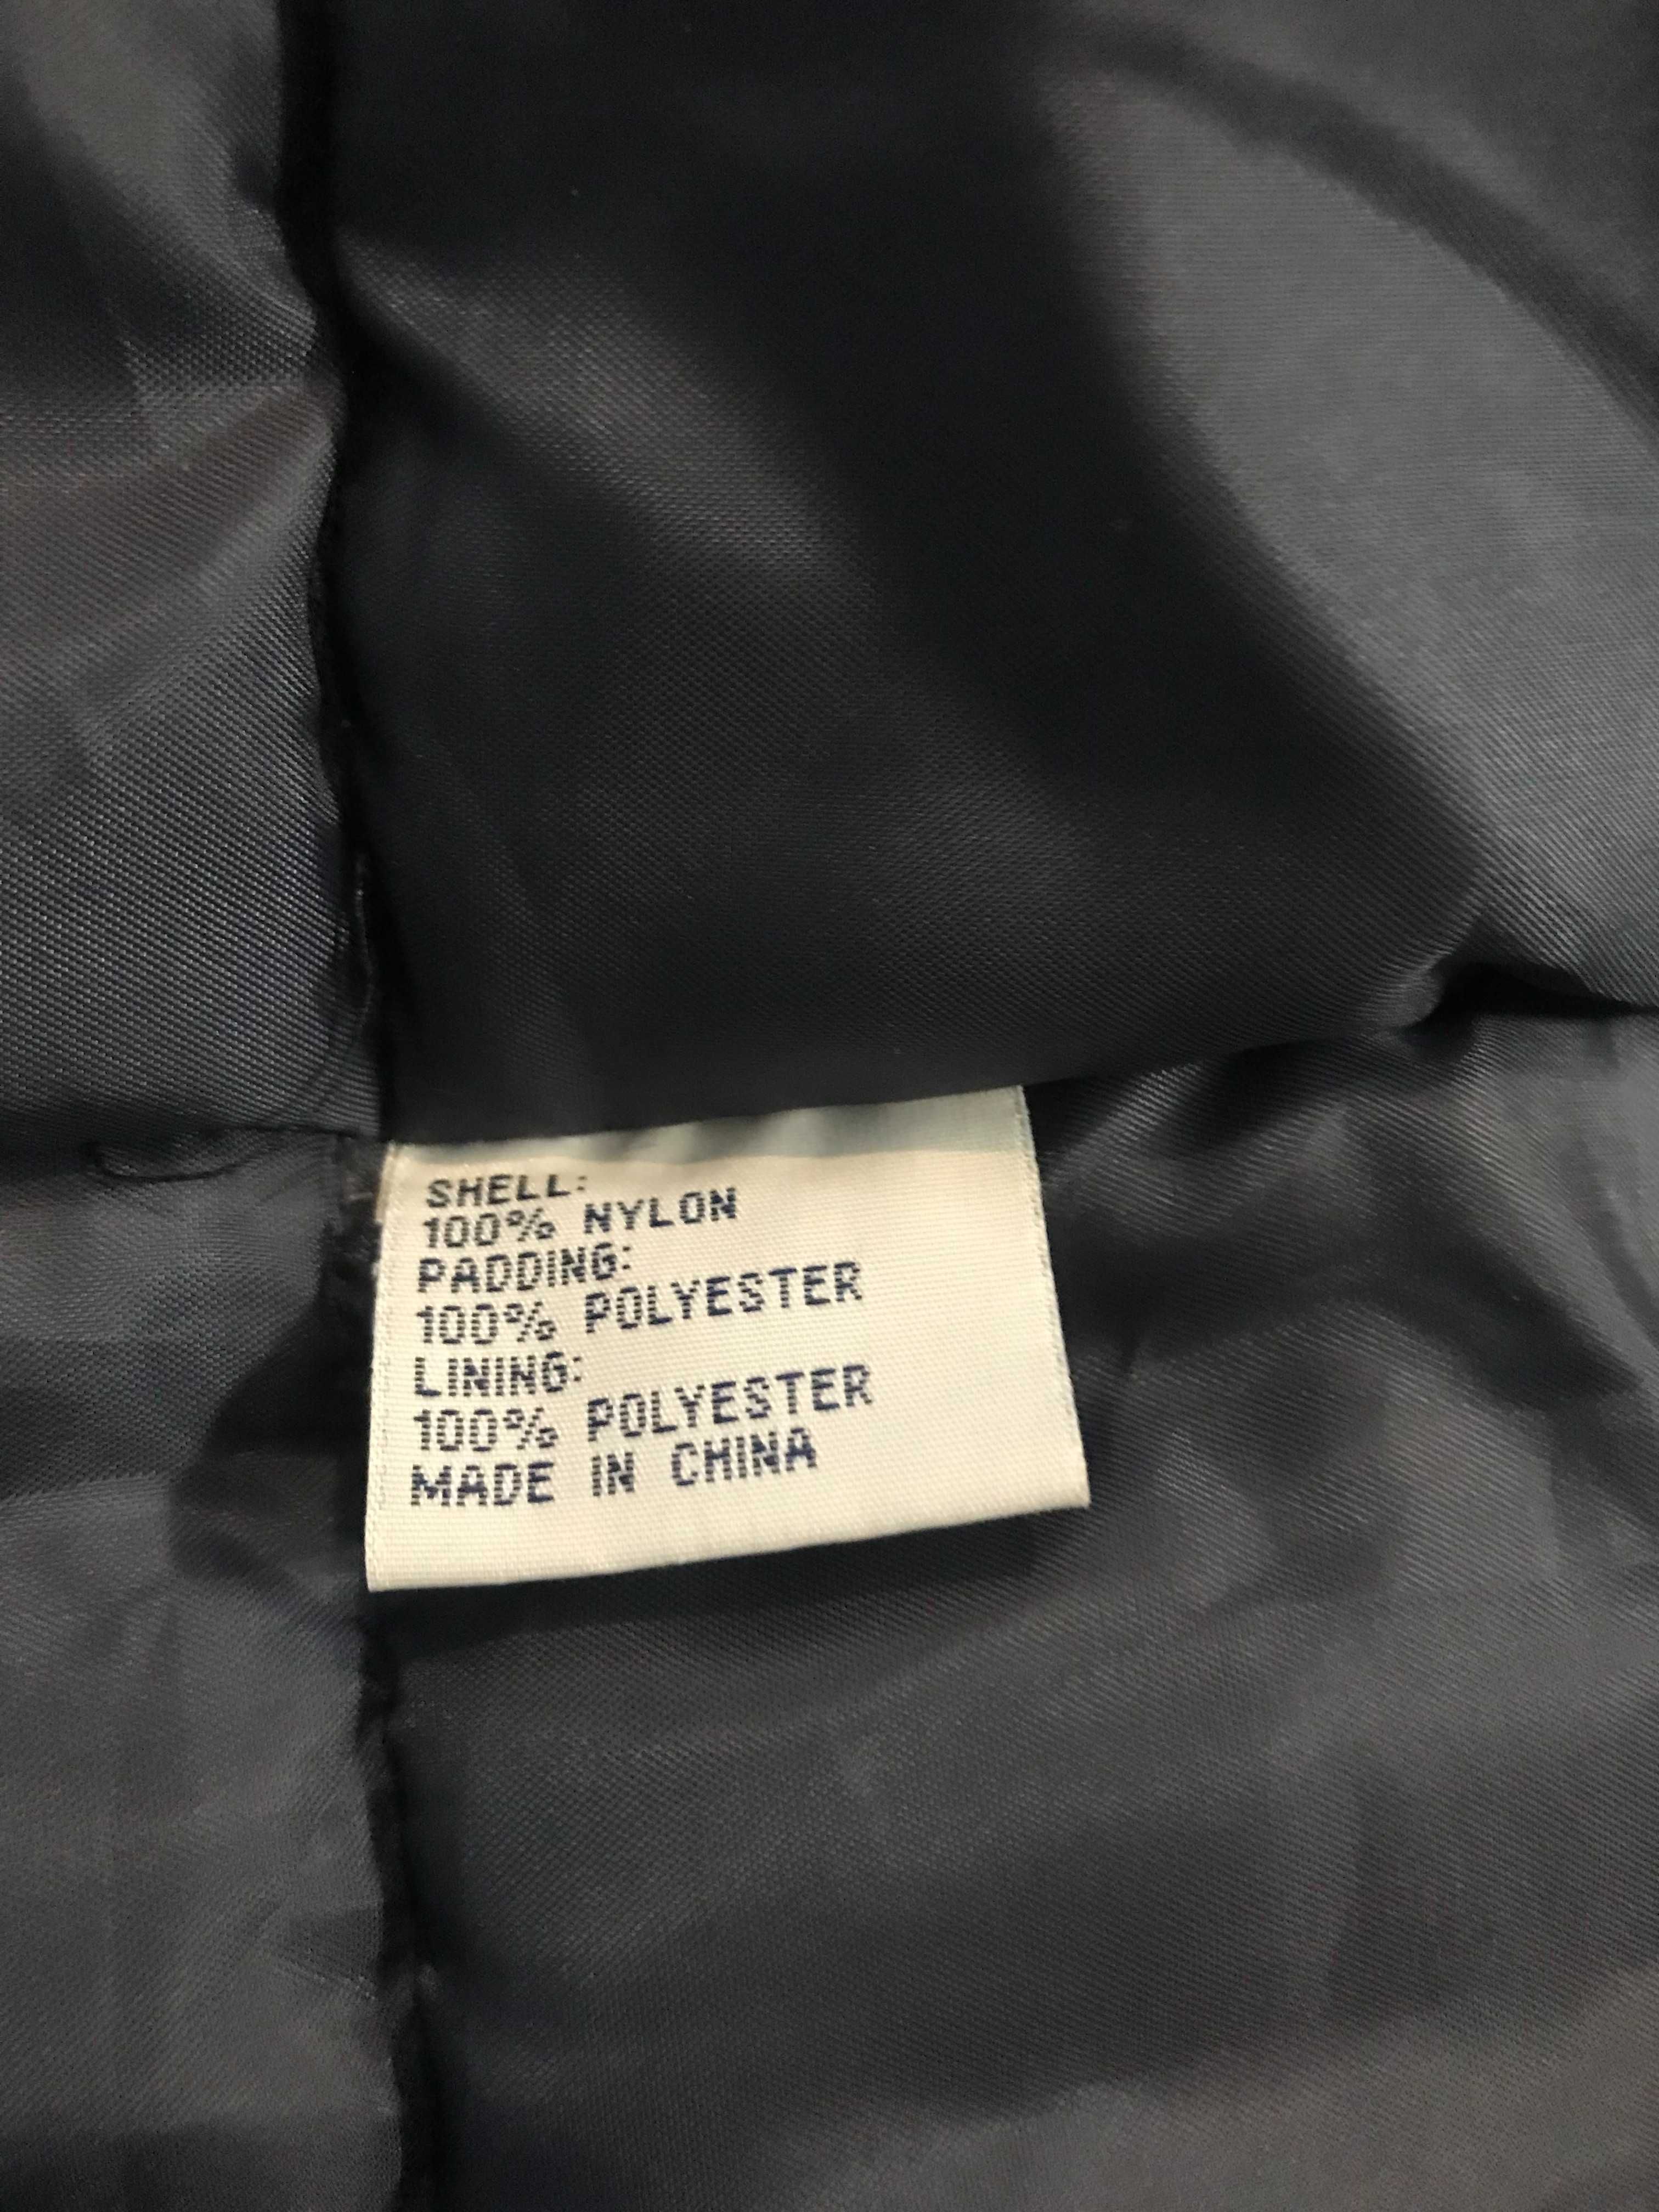 SHELL:
100% NYLON
PADDING:
100% POLYESTER
LINING:
100% POLYESTER
MADE IN CHINA